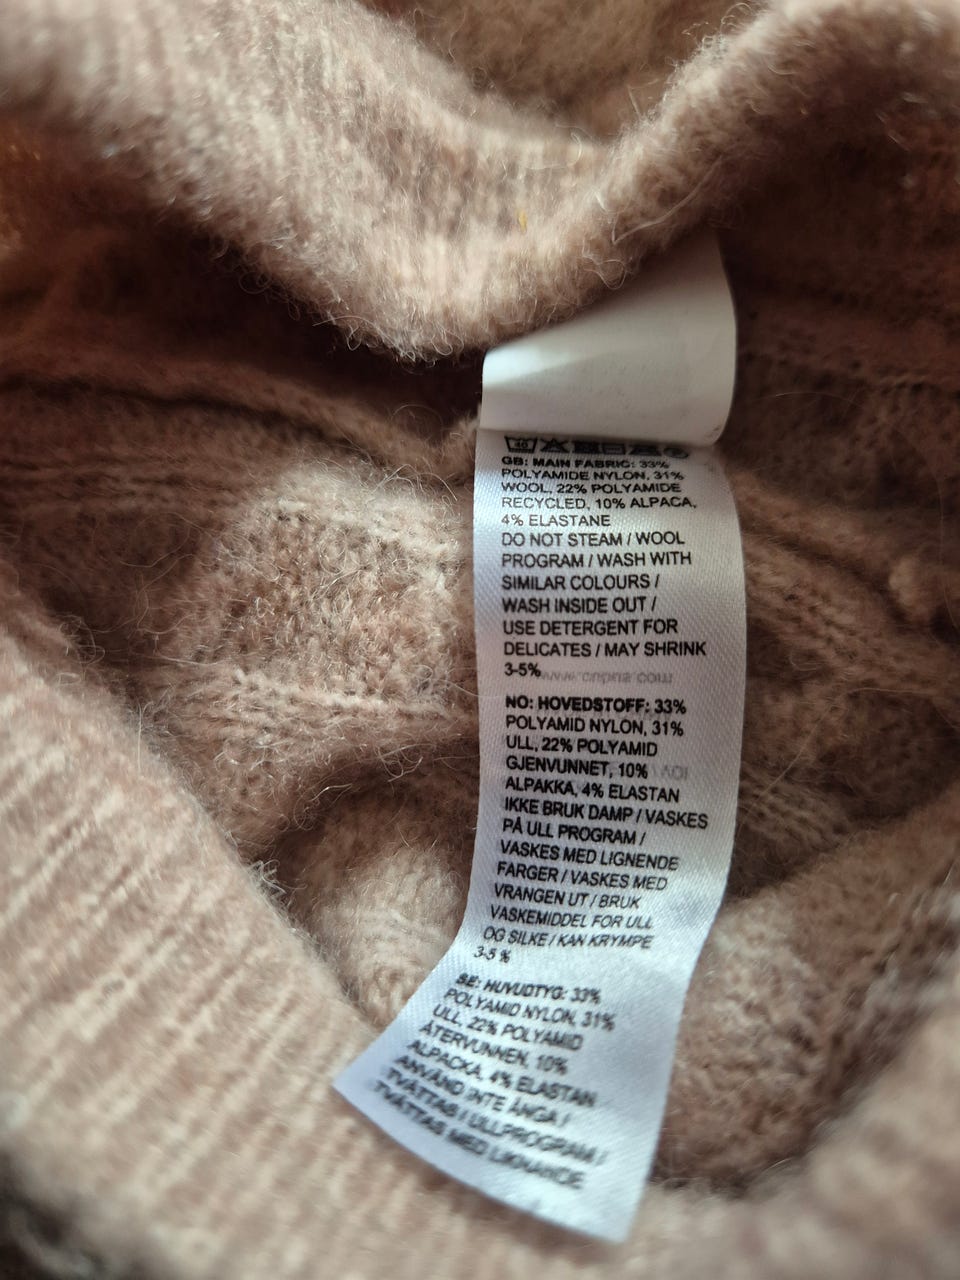 GB: MAIN FABRIC: 33%
POLYAMIDE NYLON, 31%
WOOL, 22% POLYAMIDE
RECYCLED, 10% ALPACA,
4% ELASTANE
DO NOT STEAM / WOOL
PROGRAM / WASH WITH
SIMILAR COLOURS /
WASH INSIDE OUT /
USE DETERGENT FOR
DELICATES / MAY SHRINK
3-5%
NO: HOVEDSTOFF: 33%
POLYAMID NYLON, 31%
ULL, 22% POLYAMID
GJENVUNNET, 10%
ALPAKKA, 4% ELASTAN
IKKE BRUK DAMP / VASKES
PÅ ULL PROGRAM /
VASKES MED LIGNENDE
FARGER / VASKES MED
VRANGEN UT / BRUK
VASKEMIDDEL FOR ULL
OG SILKE / KAN KRYMPE
3-5 %
SE: HUVUDTYG: 33%
POLYAMID NYLON, 31%
ULL, 22% POLYAMID
ÅTERVUNNEN, 10%
ALPACKA, 4% ELASTAN
ANVÄND INTE ÅNGA /
TVÄTTAS I ULLPROGRAM /
TVÄTTAS MED LIKNANDE